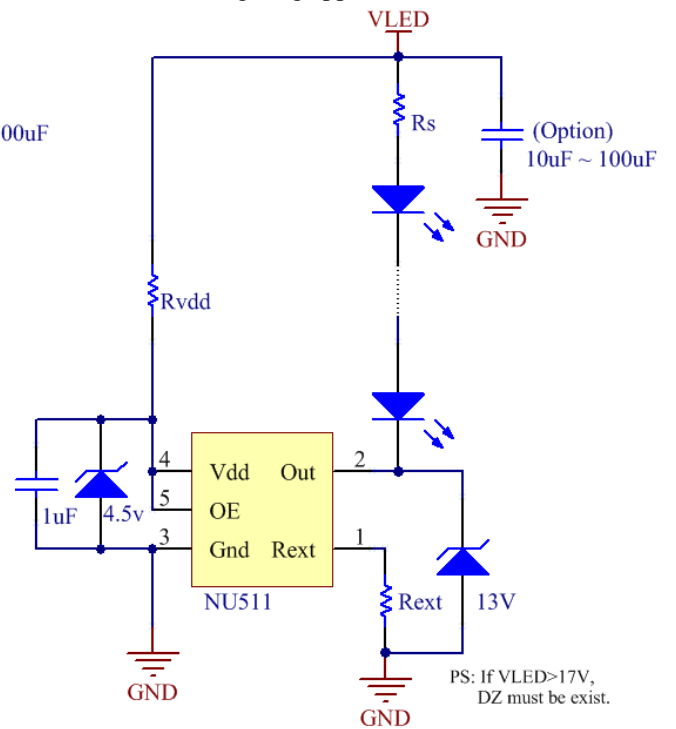 VLED
00uF
Rs
(Option)
10uF ~ 100uF
GND
Rvdd
4
Vdd
Out
2
1uF
4.5v
5
OE
3
Gnd
Rext
1
NU511
Rext
13V
GND
PS: If VLED>17V,
DZ must be exist.
GND